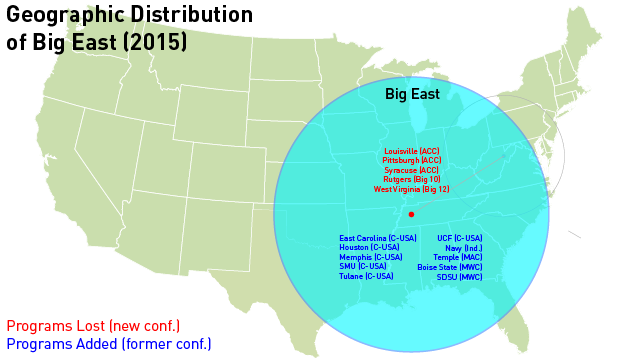 Geographic Distribution
of Big East (2015)
Big East
Louisville (ACC)
Pittsburgh (ACC)
Syracuse (ACC)
Rutgers (Big 10)
West Virginia (Big 12)
East Carolina (C-USA)
Houston (C-USA)
Memphis (C-USA)
SMU (C-USA)
Tulane (C-USA)
UCF (C-USA)
Navy (Ind.)
Temple (MAC)
Boise State (MWC)
SDSU (MWC)
Programs Lost (new conf.)
Programs Added (former conf.)